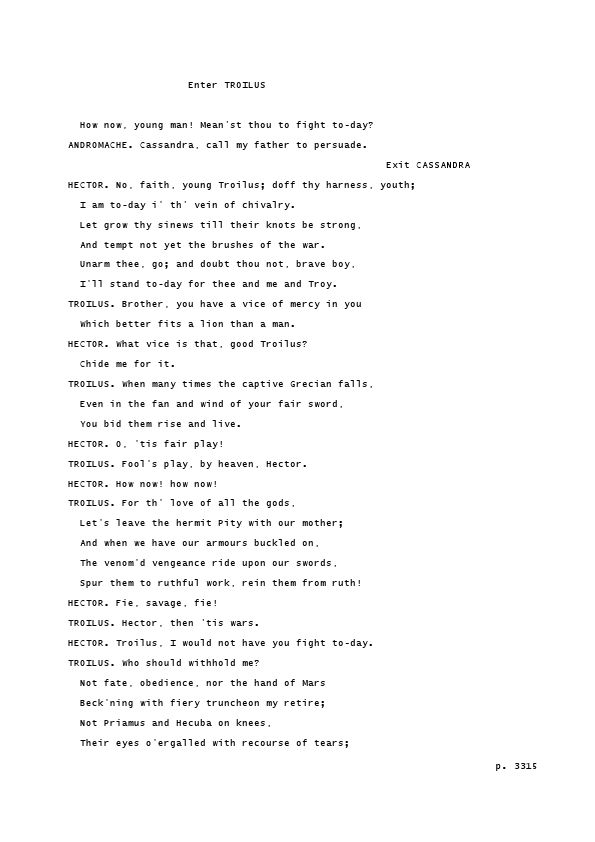 Enter TROILUS
How now, young man! Mean'st thou to fight to-day?
ANDROMACHE. Cassandra, call my father to persuade.
Exit CASSANDRA
HECTOR. No, faith, young Troilus; doff thy harness, youth;
I am to-day i' th' vein of chivalry.
Let grow thy sinews till their knots be strong,
And tempt not yet the brushes of the war.
Unarm thee, go; and doubt thou not, brave boy,
I'll stand to-day for thee and me and Troy.
TROILUS. Brother, you have a vice of mercy in you
Which better fits a lion than a man.
HECTOR. What vice is that, good Troilus?
Chide me for it.
TROILUS. When many times the captive Grecian falls,
Even in the fan and wind of your fair sword,
You bid them rise and live.
HECTOR. O, 'tis fair play!
TROILUS. Fool's play, by heaven, Hector.
HECTOR. How now! how now!
TROILUS. For th' love of all the gods,
Let's leave the hermit Pity with our mother;
And when we have our armours buckled on,
The venom'd vengeance ride upon our swords,
Spur them to ruthful work, rein them from ruth!
HECTOR. Fie, savage, fie!
TROILUS. Hector, then 'tis wars.
HECTOR. Troilus, I would not have you fight to-day.
TROILUS. Who should withhold me?
Not fate, obedience, nor the hand of Mars
Beck'ning with fiery truncheon my retire;
Not Priamus and Hecuba on knees,
Their eyes o'ergalled with recourse of tears;
p. 3315